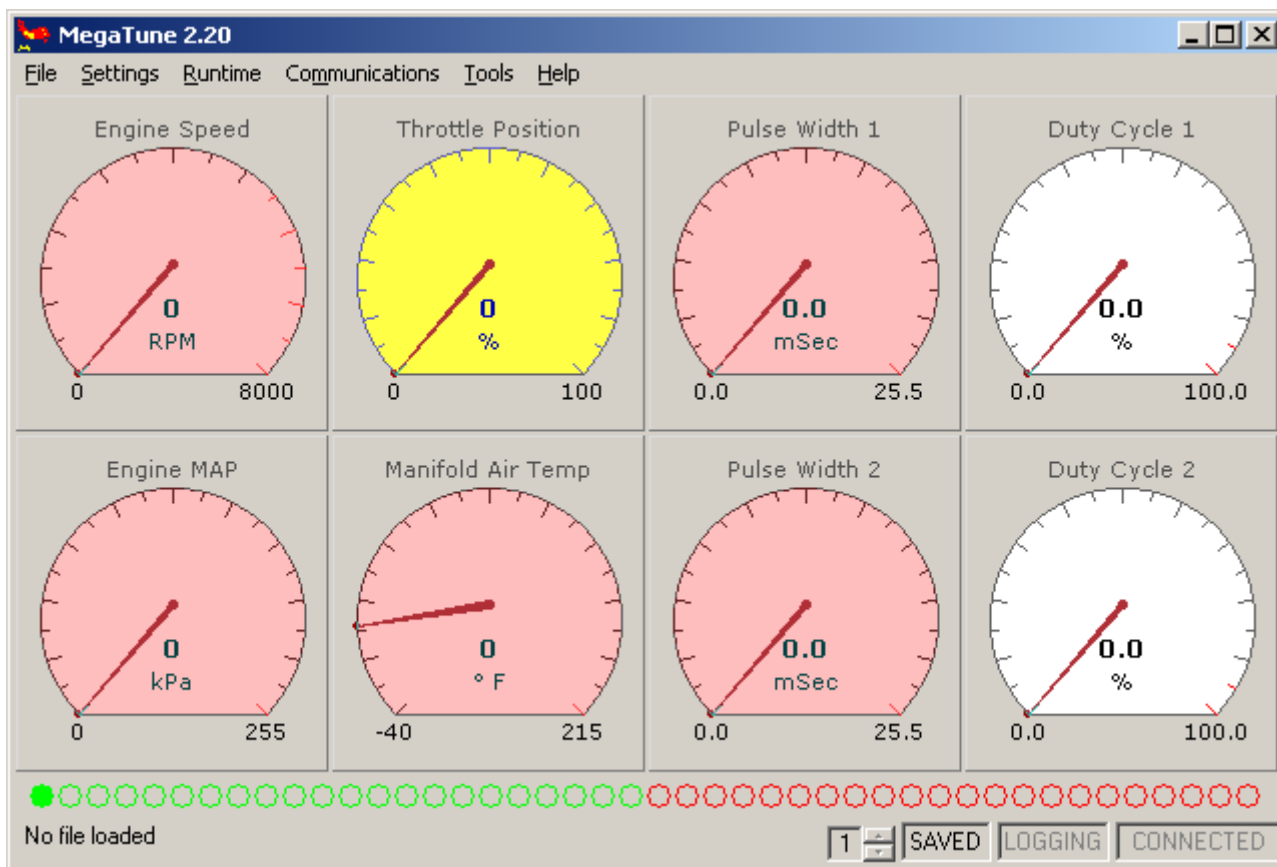 MegaTune 2.20
File Settings Runtime Communications Tools Help
Engine Speed
0
RPM
0 8000
Throttle Position
0
%
0 100
Pulse Width 1
0.0
mSec
0.0 25.5
Duty Cycle 1
0.0
%
0.0 100.0
Engine MAP
0
kPa
0 255
Manifold Air Temp
0
° F
-40 215
Pulse Width 2
0.0
mSec
0.0 25.5
Duty Cycle 2
0.0
%
0.0 100.0
No file loaded 1 SAVED LOGGING CONNECTED